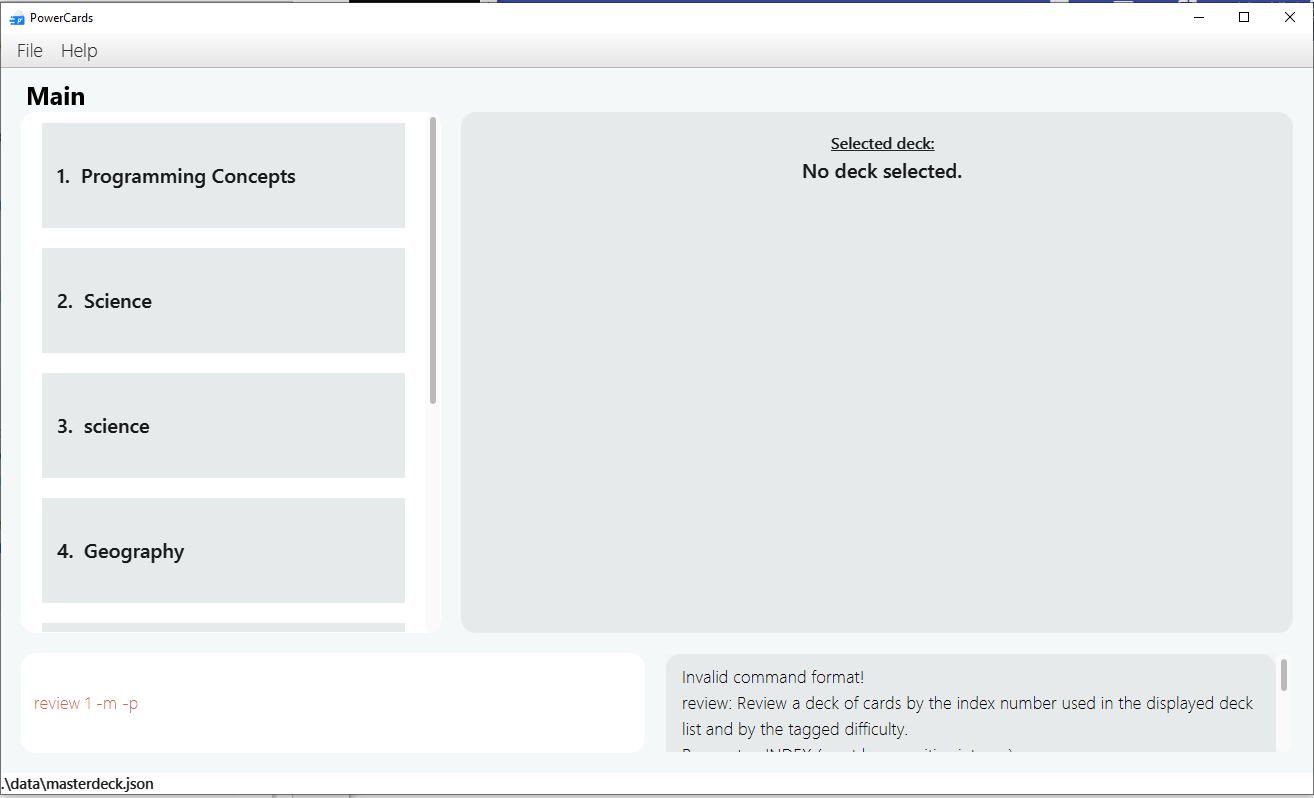 PowerCards
File Help
Main
1. Programming Concepts
2. Science
3. science
4. Geography
Selected deck:
No deck selected.
review 1 -m -p
Invalid command format!
review: Review a deck of cards by the index number used in the displayed deck
list and by the tagged difficulty.
.\data\masterdeck.json